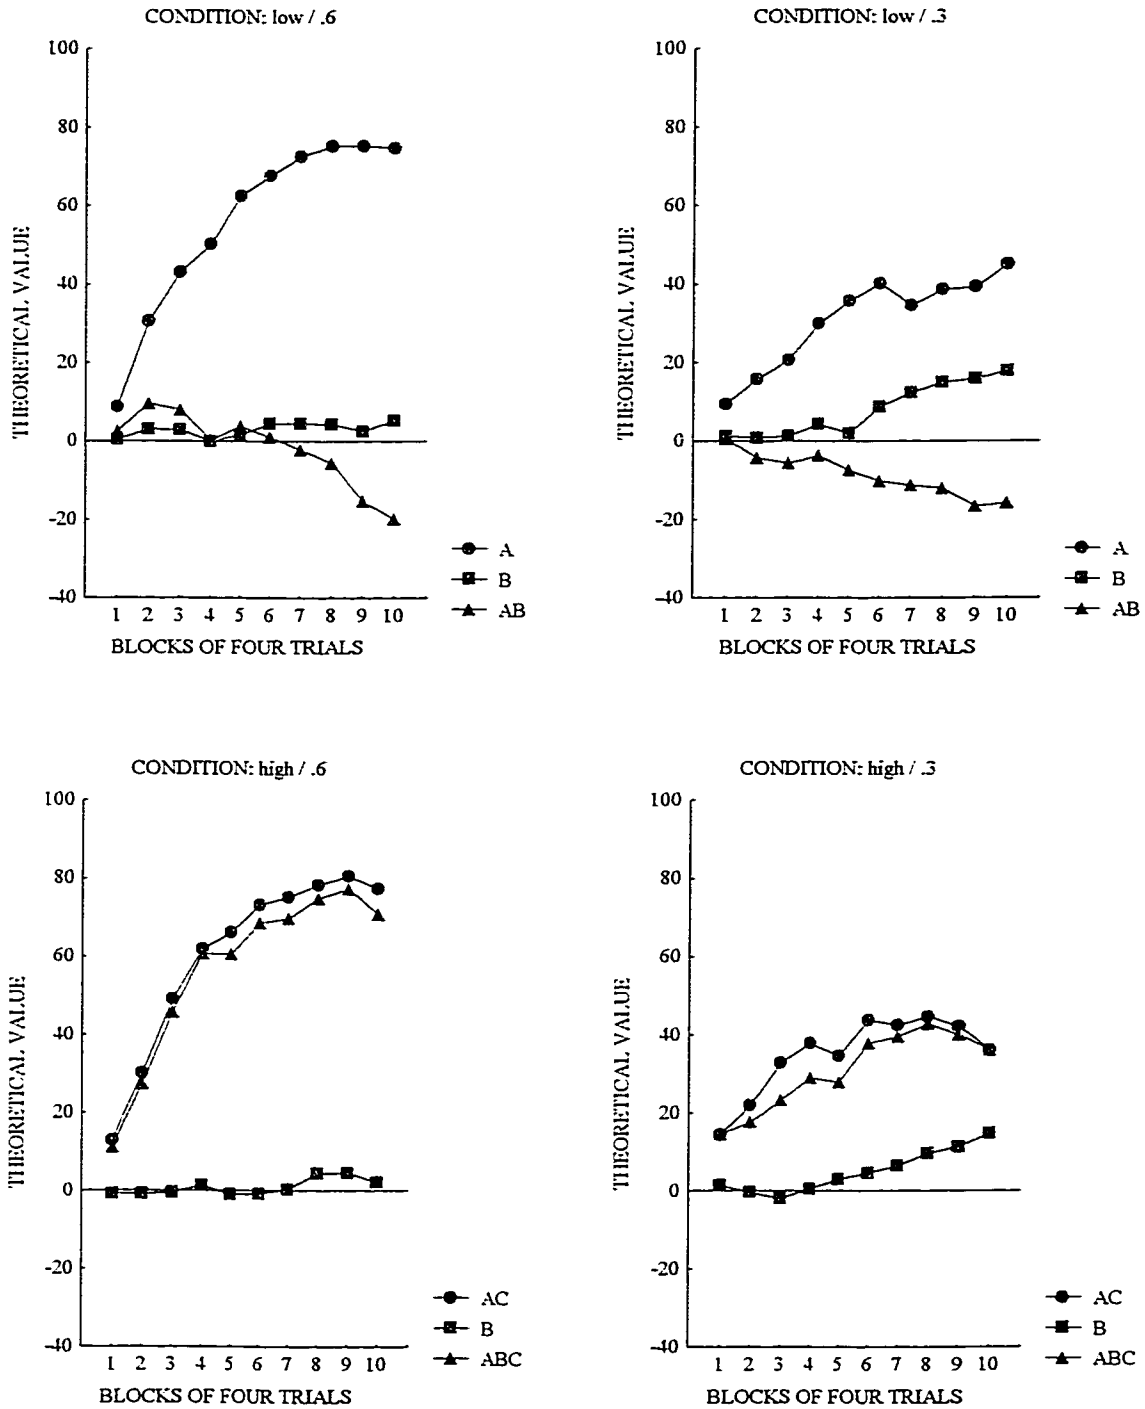 CONDITION: low / .6
100
80
60
40
20
0
-20
-40
THEORETICAL VALUE
1 2 3 4 5 6 7 8 9 10
BLOCKS OF FOUR TRIALS
A
B
AB
CONDITION: low / .3
100
80
60
40
20
0
-20
-40
THEORETICAL VALUE
1 2 3 4 5 6 7 8 9 10
BLOCKS OF FOUR TRIALS
A
B
AB
CONDITION: high / .6
100
80
60
40
20
0
-20
-40
THEORETICAL VALUE
1 2 3 4 5 6 7 8 9 10
BLOCKS OF FOUR TRIALS
AC
B
ABC
CONDITION: high / .3
100
80
60
40
20
0
-20
-40
THEORETICAL VALUE
1 2 3 4 5 6 7 8 9 10
BLOCKS OF FOUR TRIALS
AC
B
ABC